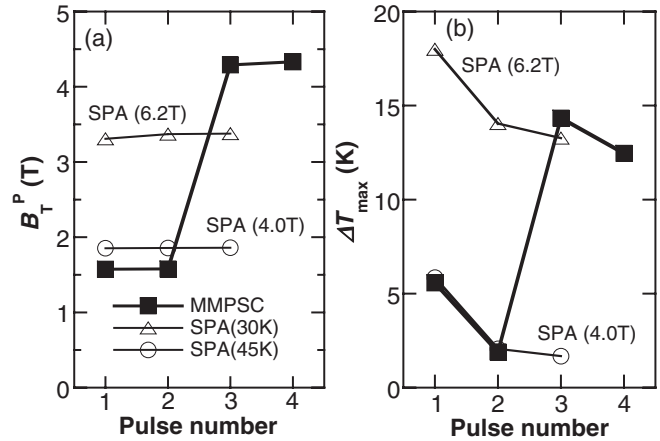 (a)
B_T^P (T)
5
4
3
2
1
0
SPA (6.2T)
SPA (4.0T)
MMPSC
SPA(30K)
SPA(45K)
1 2 3 4
Pulse number
(b)
ΔT_max (K)
20
15
10
5
0
SPA (6.2T)
SPA (4.0T)
1 2 3 4
Pulse number